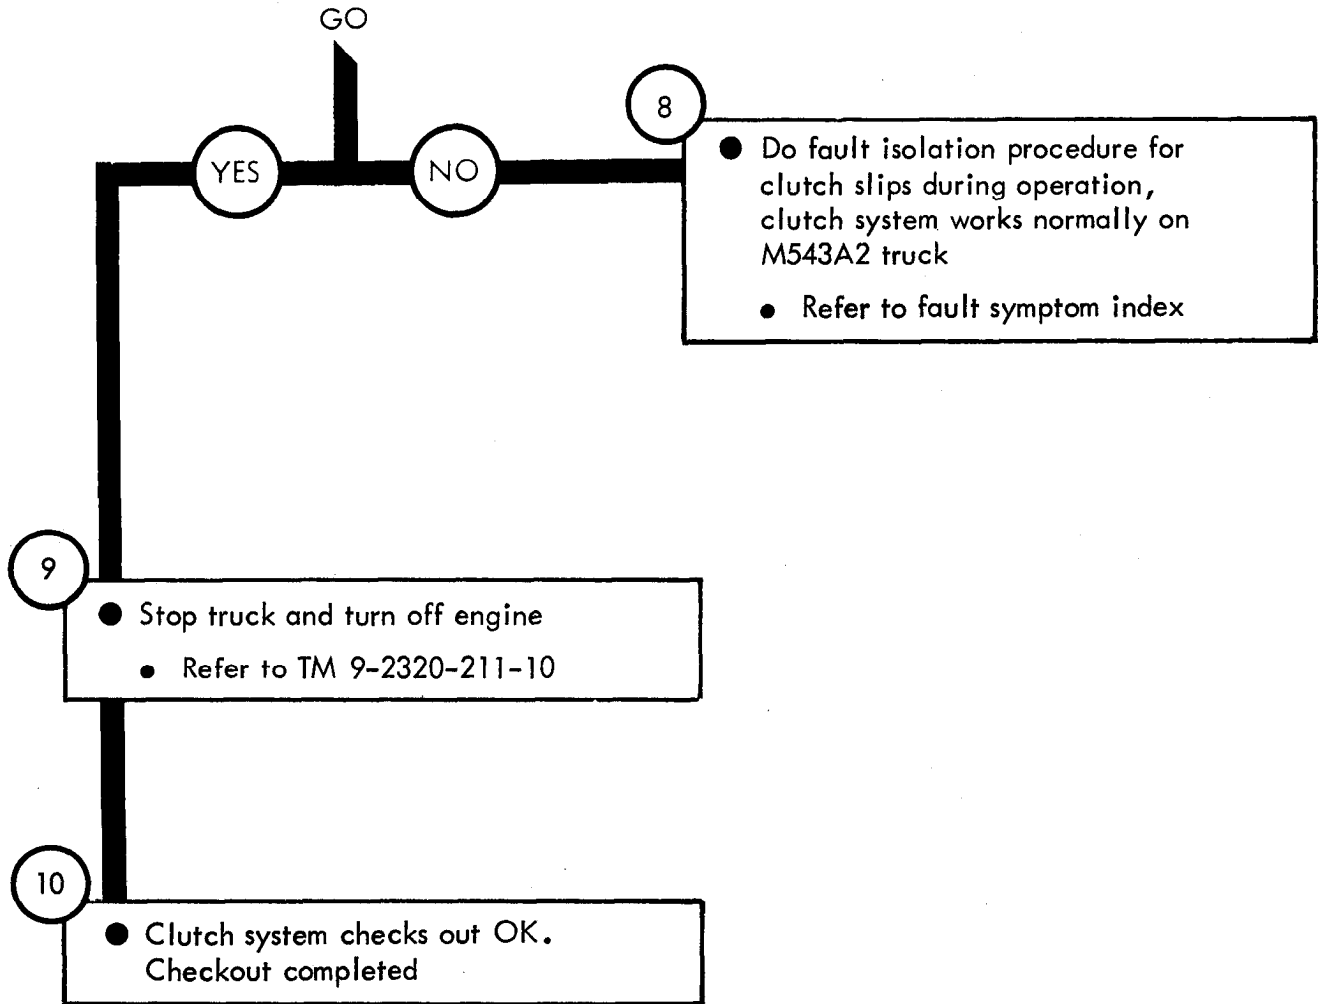 GO
YES
NO
8
● Do fault isolation procedure for
clutch slips during operation,
clutch system works normally on
M543A2 truck
● Refer to fault symptom index
9
● Stop truck and turn off engine
● Refer to TM 9-2320-211-10
10
● Clutch system checks out OK.
Checkout completed